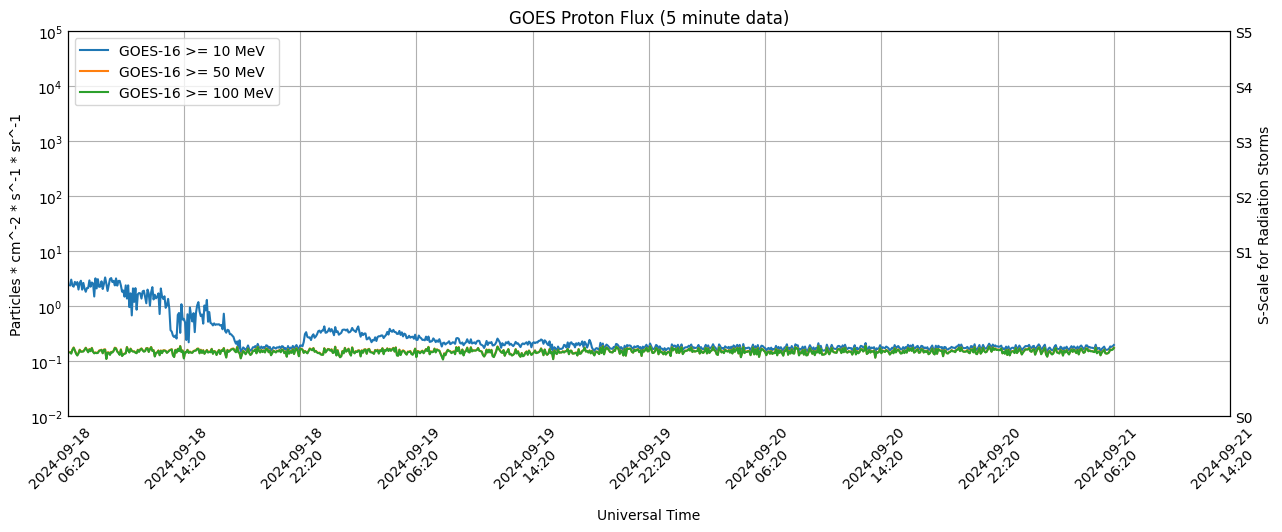 GOES Proton Flux (5 minute data)
GOES-16 >= 10 MeV
GOES-16 >= 50 MeV
GOES-16 >= 100 MeV
Particles * cm^-2 * s^-1 * sr^-1
10^5
10^4
10^3
10^2
10^1
10^0
10^-1
10^-2
S5
S4
S3
S2
S1
S0
S-Scale for Radiation Storms
2024-09-18
06:20
2024-09-18
14:20
2024-09-18
22:20
2024-09-19
06:20
2024-09-19
14:20
2024-09-19
22:20
2024-09-20
06:20
2024-09-20
14:20
2024-09-20
22:20
2024-09-21
06:20
2024-09-21
14:20
Universal Time